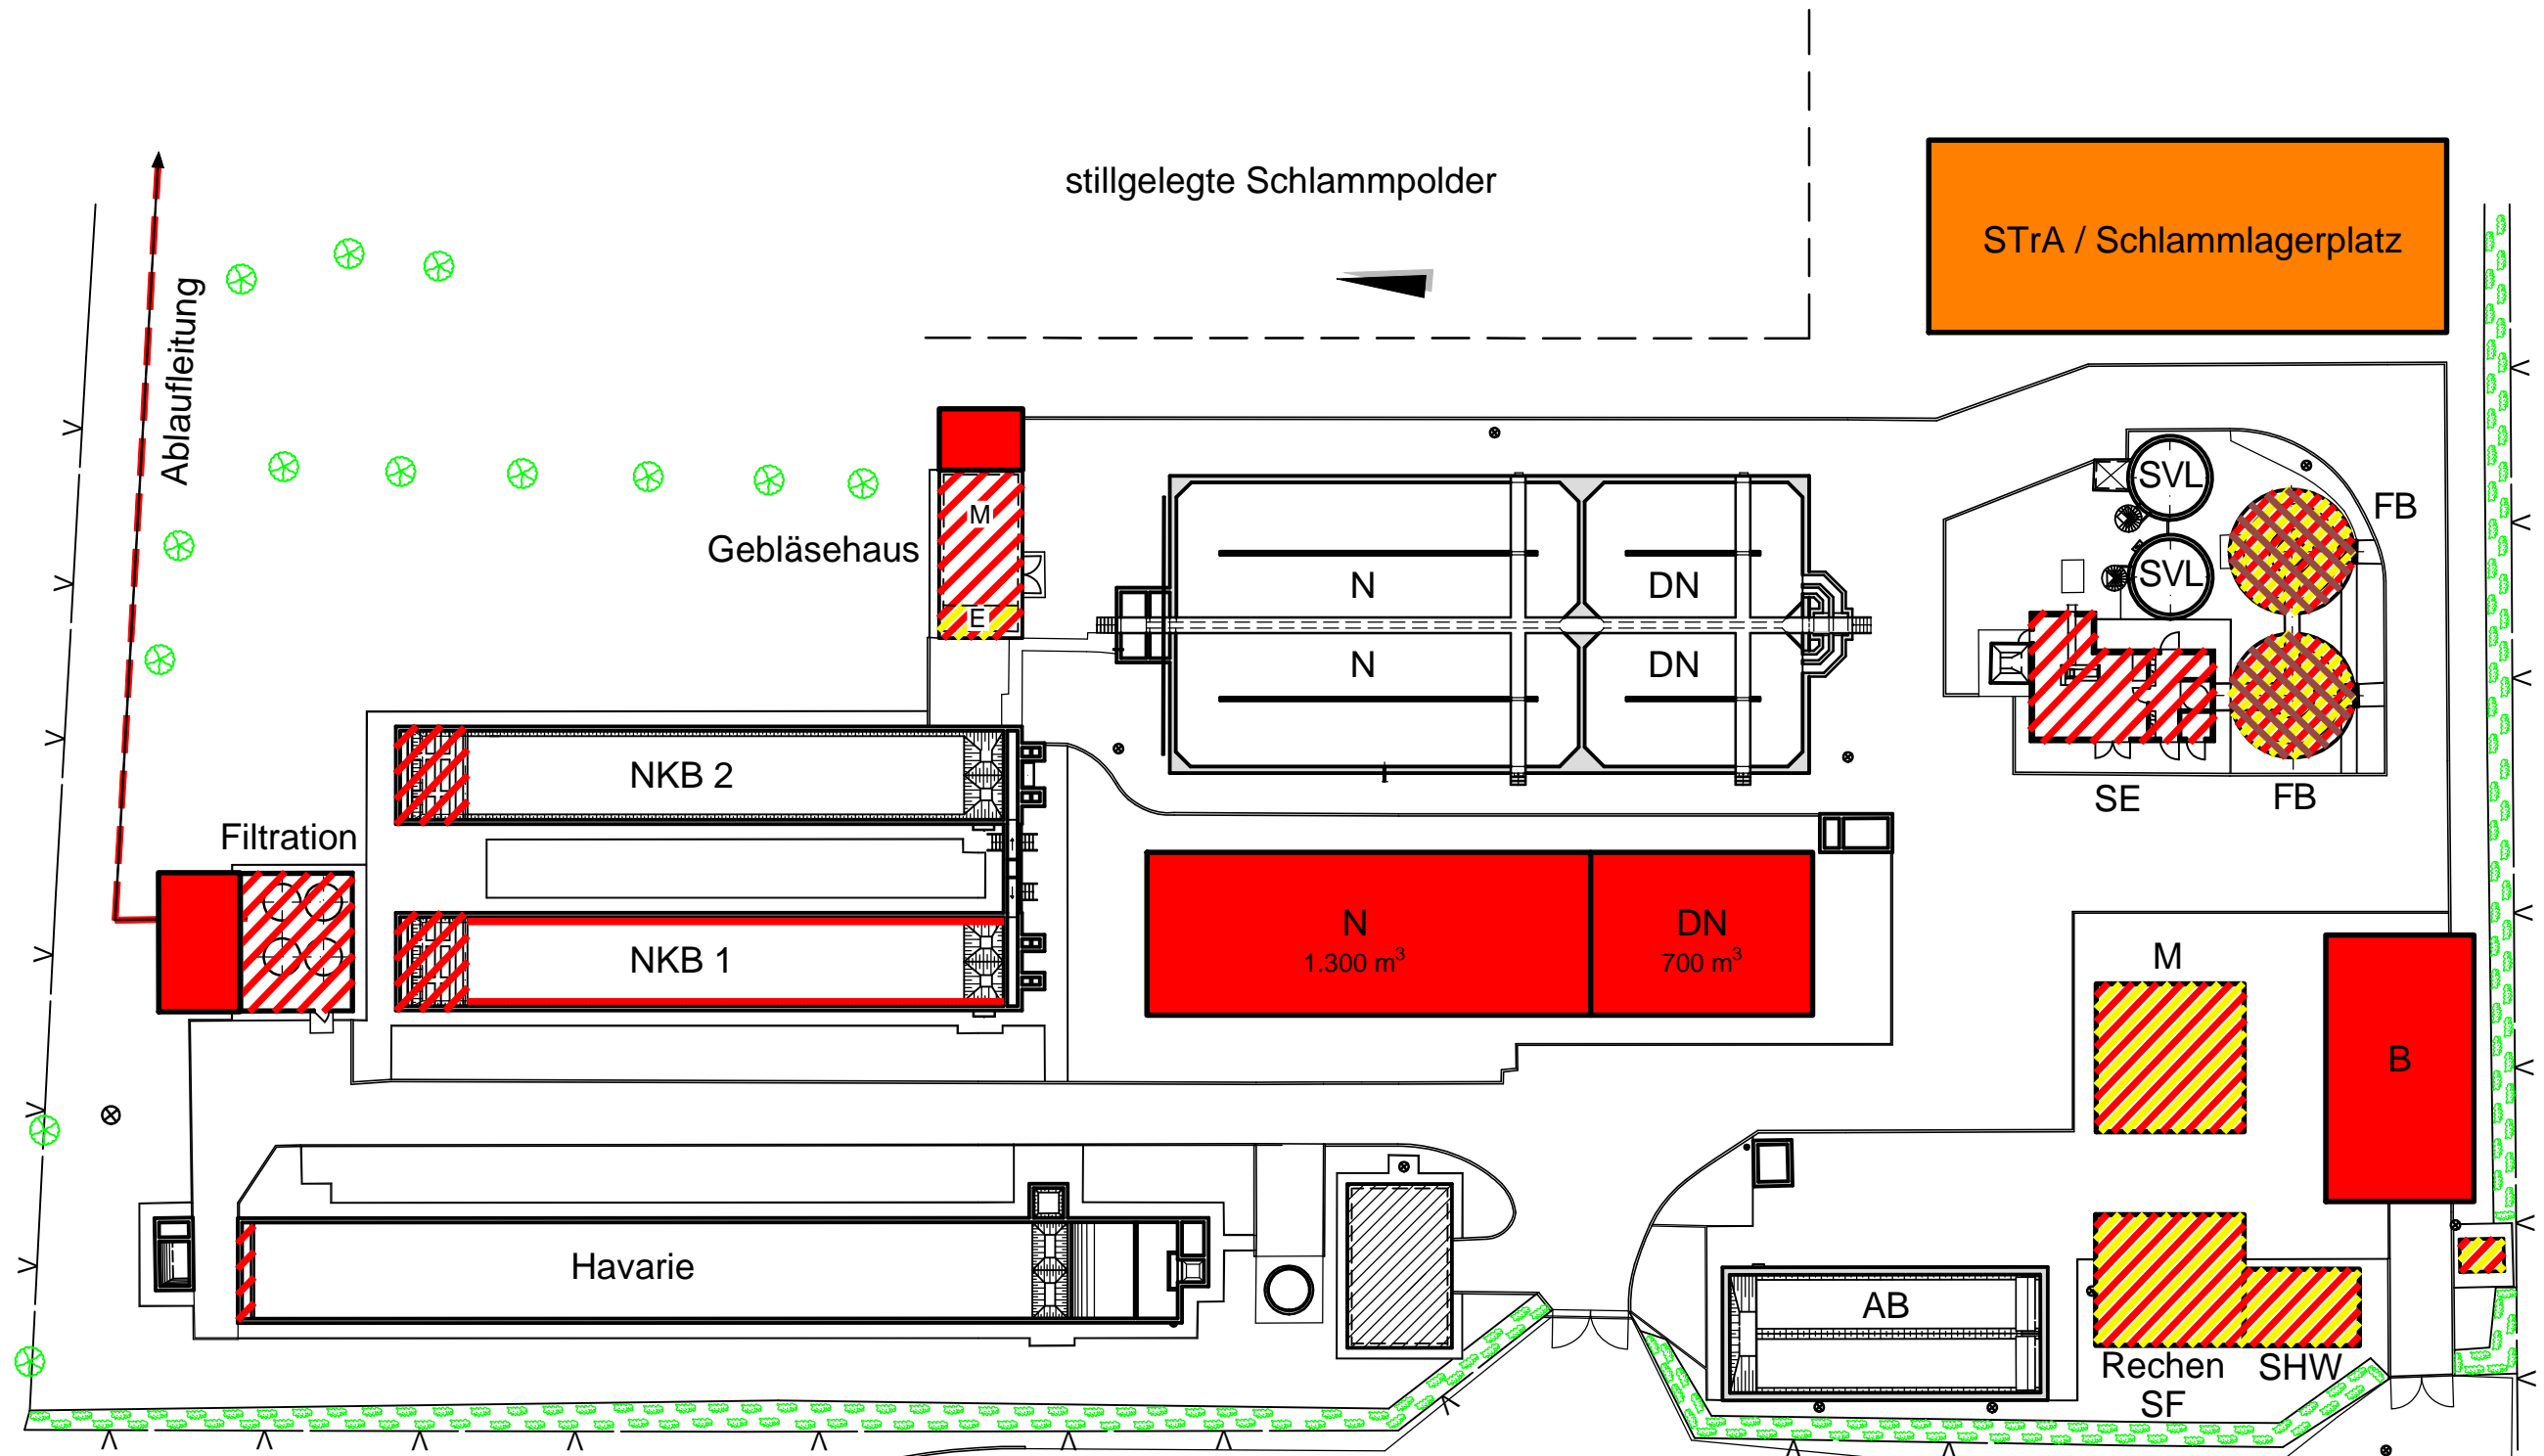 stillgelegte Schlammpolder
STrA / Schlammlagerplatz
Ablaufleitung
SVL
FB
M
Gebläsehaus
SVL
N
DN
E
N
DN
NKB 2
SE
FB
Filtration
N
1.300 m³
DN
700 m³
NKB 1
M
B
Havarie
AB
Rechen
SF
SHW